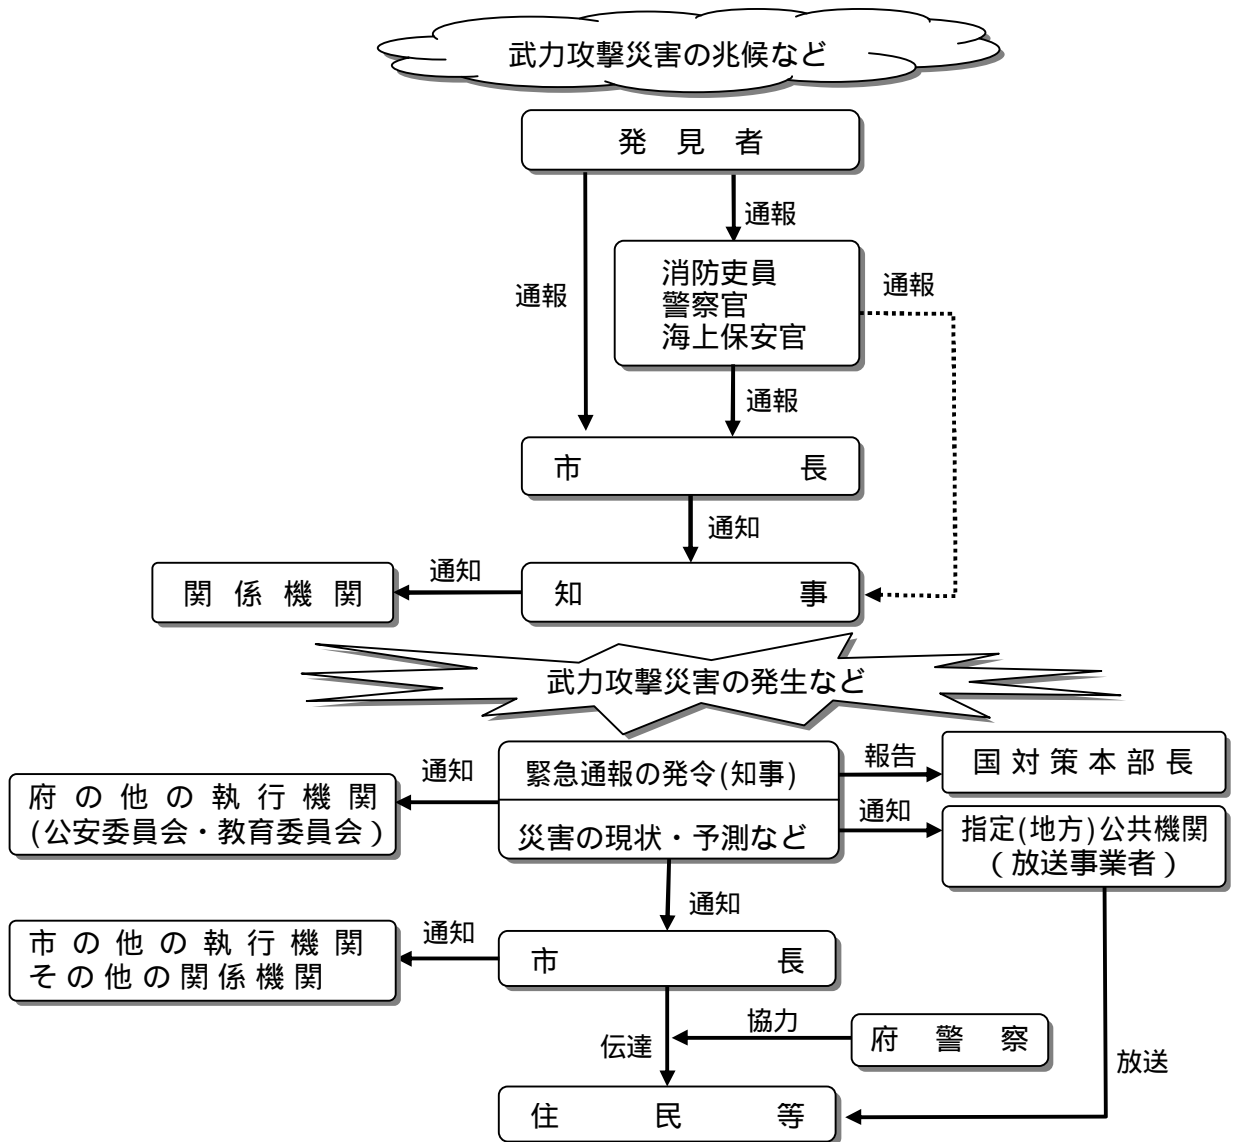 武力攻撃災害の兆候など
発見者
通報
通報
消防吏員
警察官
海上保安官
通報
通報
市長
通知
関係機関
通知
知事
武力攻撃災害の発生など
府の他の執行機関
(公安委員会・教育委員会)
通知
緊急通報の発令(知事)
災害の現状・予測など
報告
国対策本部長
通知
指定(地方)公共機関
(放送事業者)
通知
市の他の執行機関
その他の関係機関
通知
市長
協力
府警察
伝達
放送
住民等